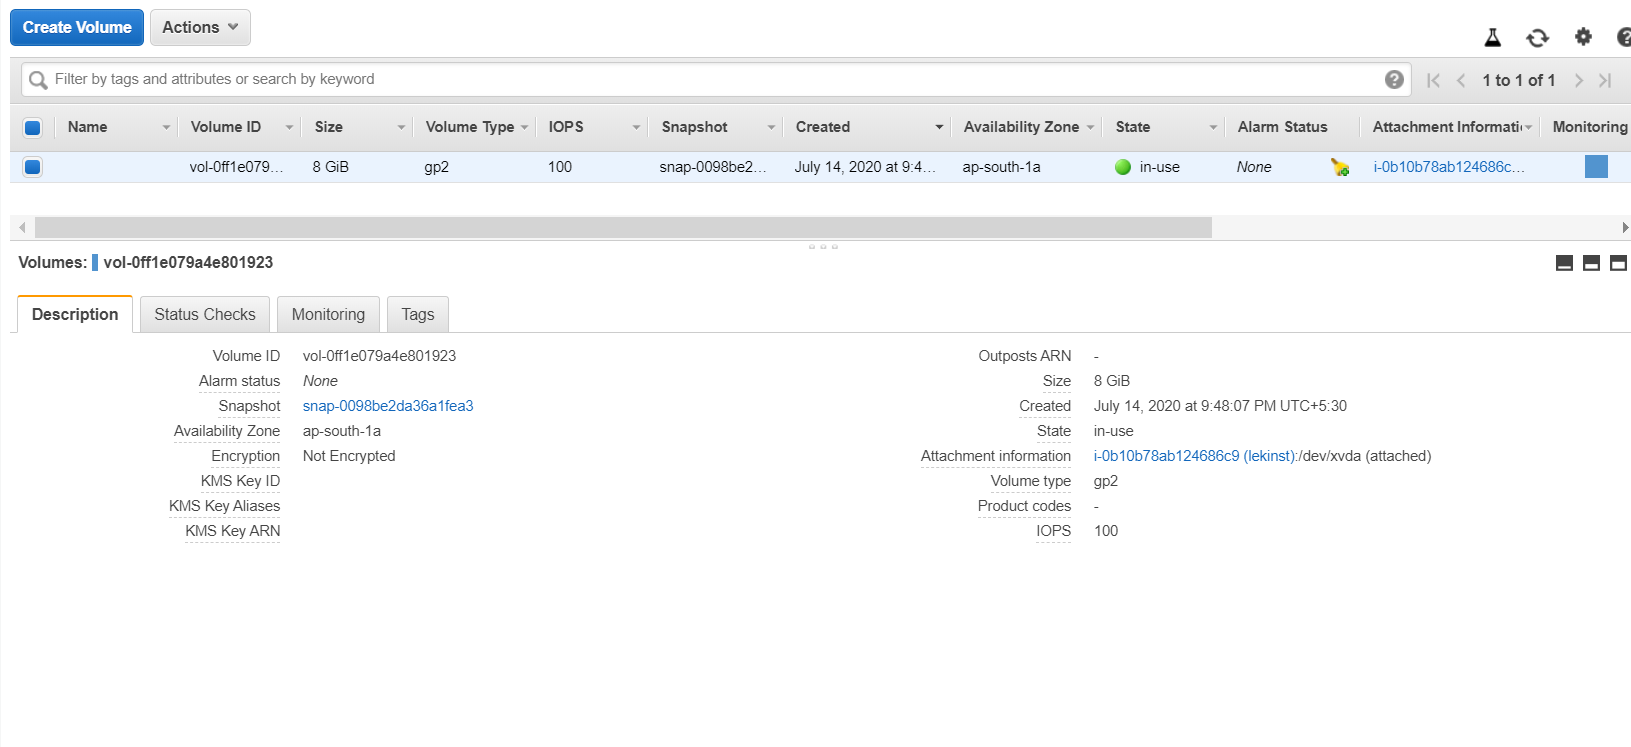 Create Volume Actions
Filter by tags and attributes or search by keyword ? 1 to 1 of 1 ?
Name Volume ID Size Volume Type IOPS Snapshot Created Availability Zone State Alarm Status Attachment Informati Monitoring
vol-0ff1e079... 8 GiB gp2 100 snap-0098be2... July 14, 2020 at 9:4... ap-south-1a in-use None i-0b10b78ab124686c...
Volumes: vol-0ff1e079a4e801923
Description Status Checks Monitoring Tags
Volume ID vol-0ff1e079a4e801923 Outposts ARN -
Alarm status None Size 8 GiB
Snapshot snap-0098be2da36a1fea3 Created July 14, 2020 at 9:48:07 PM UTC+5:30
Availability Zone ap-south-1a State in-use
Encryption Not Encrypted Attachment information i-0b10b78ab124686c9 (lekinst):/dev/xvda (attached)
KMS Key ID Volume type gp2
KMS Key Aliases Product codes -
KMS Key ARN IOPS 100